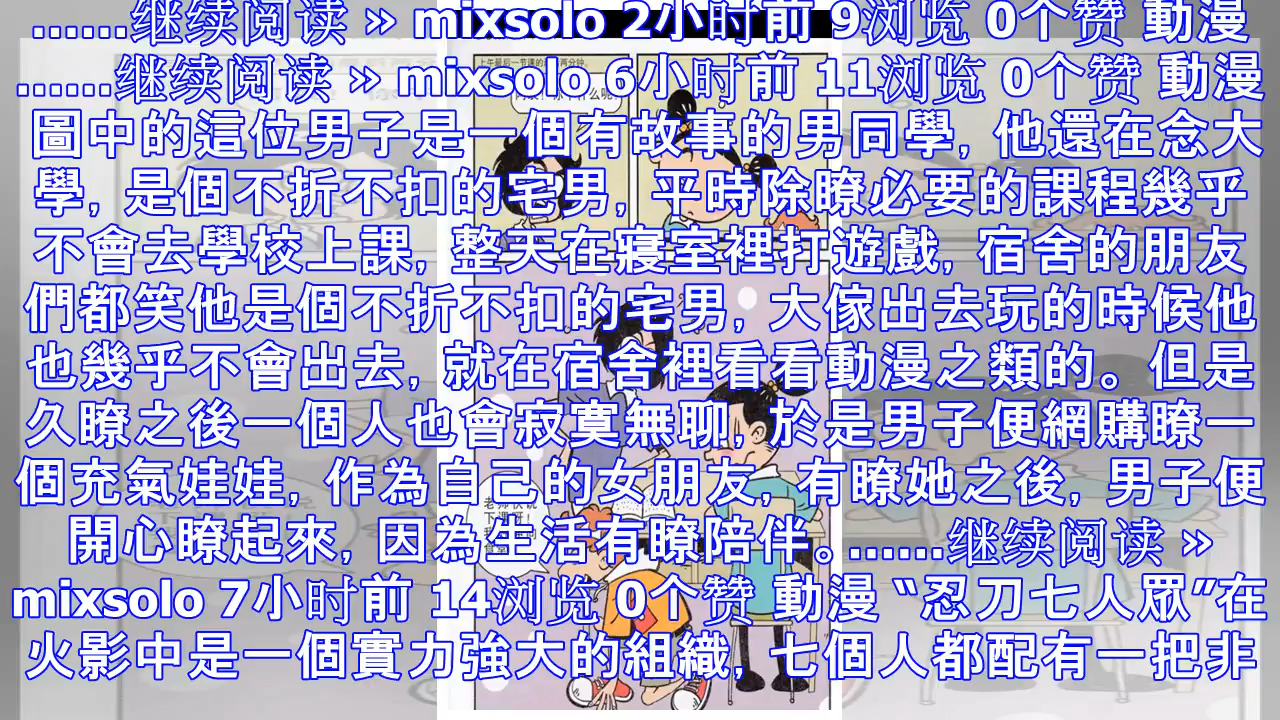 ......继续阅读 » mixsolo 2小时前 9浏览 0个赞 動漫
......继续阅读 » mixsolo 6小时前 11浏览 0个赞 動漫
圖中的這位男子是一個有故事的男同學, 他還在念大
學, 是個不折不扣的宅男, 平時除瞭必要的課程幾乎
不會去學校上課, 整天在寢室裡打遊戲, 宿舍的朋友
們都笑他是個不折不扣的宅男, 大傢出去玩的時候他
也幾乎不會出去, 就在宿舍裡看看動漫之類的。但是
久瞭之後一個人也會寂寞無聊, 於是男子便網購瞭一
個充氣娃娃, 作為自己的女朋友, 有瞭她之後, 男子便
開心瞭起來, 因為生活有瞭陪伴。......继续阅读 »
mixsolo 7小时前 14浏览 0个赞 動漫 “忍刀七人眾”在
火影中是一個實力強大的組織, 七個人都配有一把非